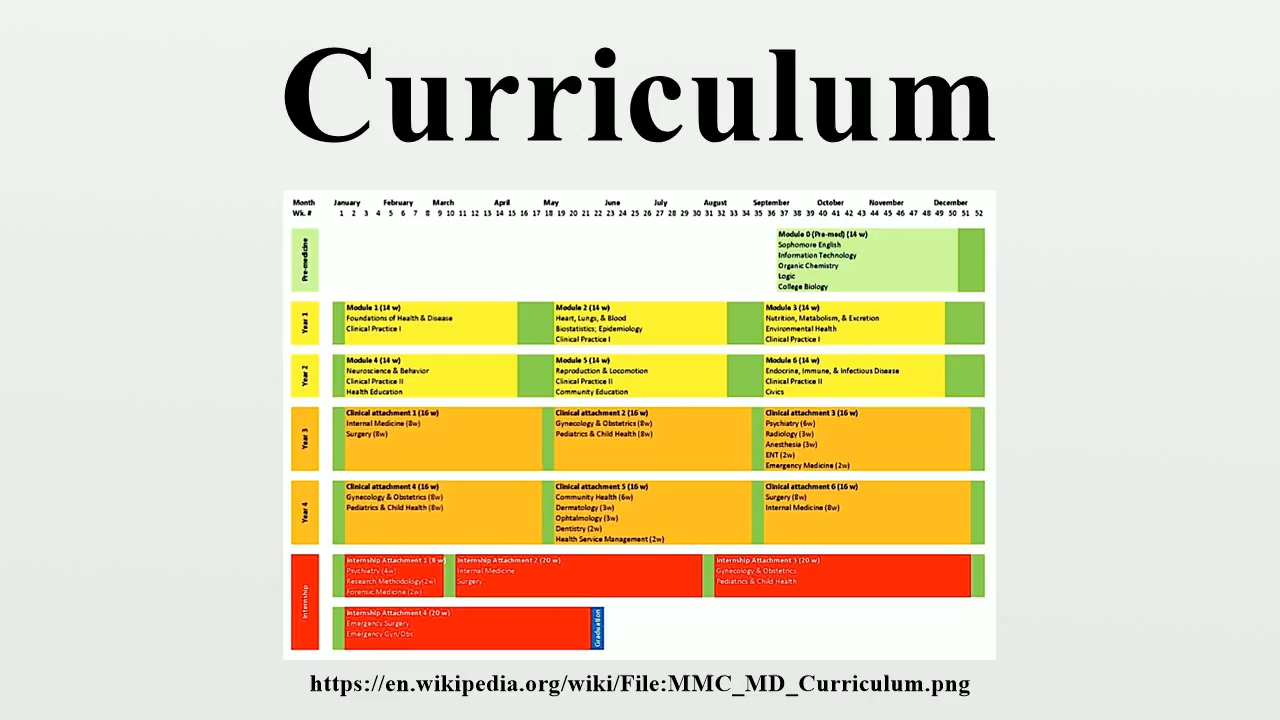 Curriculum
Month January February March April May June July August September October November December
Wk. # 1 2 3 4 5 6 7 8 9 10 11 12 13 14 15 16 17 18 19 20 21 22 23 24 25 26 27 28 29 30 31 32 33 34 35 36 37 38 39 40 41 42 43 44 45 46 47 48 49 50 51 52
Pre-medicine
Module 0 (Pre-med) (14 w)
Sophomore English
Information Technology
Organic Chemistry
Logic
College Biology
Year 1
Module 1 (14 w)
Foundations of Health & Disease
Clinical Practice I
Module 2 (14 w)
Heart, Lungs, & Blood
Biostatistics; Epidemiology
Clinical Practice I
Module 3 (14 w)
Nutrition, Metabolism, & Excretion
Environmental Health
Clinical Practice I
Year 2
Module 4 (14 w)
Neuroscience & Behavior
Clinical Practice II
Health Education
Module 5 (14 w)
Reproduction & Locomotion
Clinical Practice II
Community Education
Module 6 (14 w)
Endocrine, Immune, & Infectious Disease
Clinical Practice II
Civics
Year 3
Clinical attachment 1 (16 w)
Internal Medicine (8w)
Surgery (8w)
Clinical attachment 2 (16 w)
Gynecology & Obstetrics (8w)
Pediatrics & Child Health (8w)
Clinical attachment 3 (16 w)
Psychiatry (6w)
Radiology (3w)
Anesthesia (3w)
ENT (2w)
Emergency Medicine (2w)
Year 4
Clinical attachment 4 (16 w)
Gynecology & Obstetrics (8w)
Pediatrics & Child Health (8w)
Clinical attachment 5 (16 w)
Community Health (6w)
Dermatology (3w)
Ophtalmology (3w)
Dentistry (2w)
Health Service Management (2w)
Clinical attachment 6 (16 w)
Surgery (8w)
Internal Medicine (8w)
Internship
Internship Attachment 1 (8 w)
Psychiatry (4w)
Research Methodology(2w)
Forensic Medicine (2w)
Internship Attachment 2 (20 w)
Internal Medicine
Surgery
Internship Attachment 3 (20 w)
Gynecology & Obstetrics
Pediatrics & Child Health
Internship Attachment 4 (20 w)
Emergency Surgery
Emergency Gyn/Obs
Graduation
https://en.wikipedia.org/wiki/File:MMC_MD_Curriculum.png